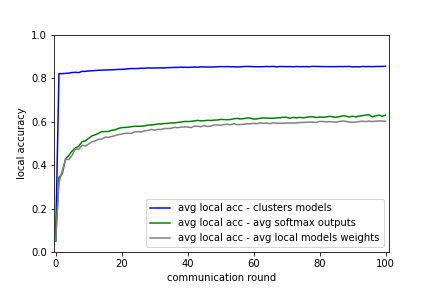 1.0
0.8
0.6
0.4
0.2
0.0
local accuracy
avg local acc - clusters models
avg local acc - avg softmax outputs
avg local acc - avg local models weights
0 20 40 60 80 100
communication round